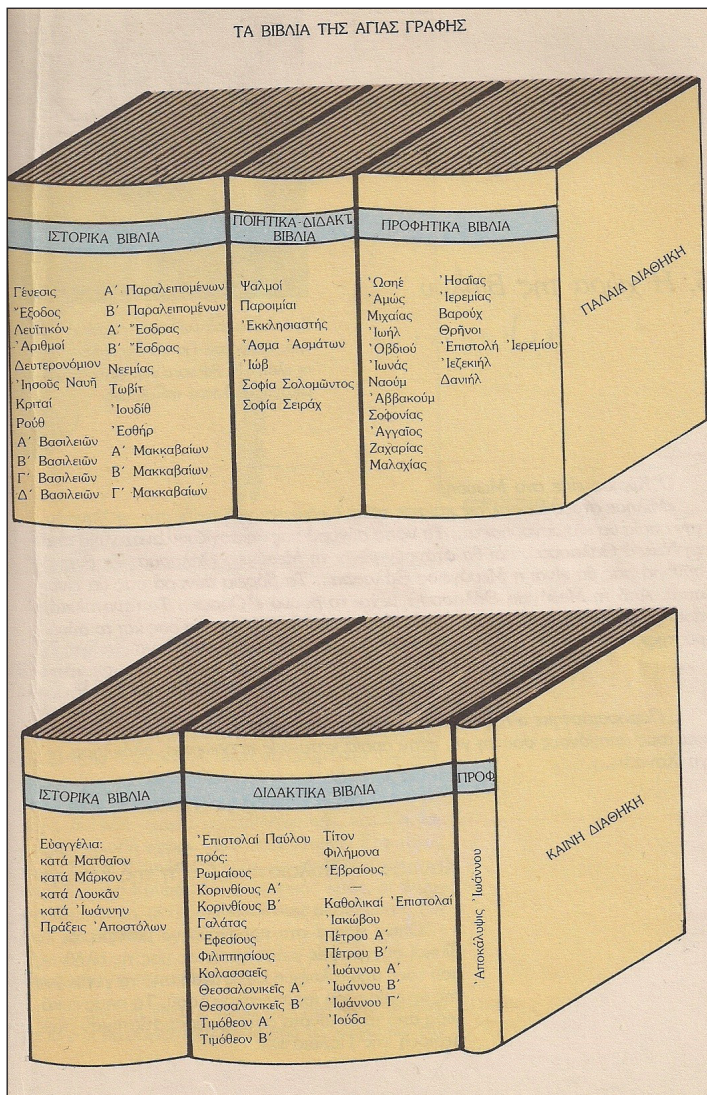 ΤΑ ΒΙΒΛΙΑ ΤΗΣ ΑΓΙΑΣ ΓΡΑΦΗΣ
ΙΣΤΟΡΙΚΑ ΒΙΒΛΙΑ
Γένεσις
Ἔξοδος
Λευϊτικόν
Ἀριθμοί
Δευτερονόμιον
Ἰησοῦς Ναυῆ
Κριταί
Ρούθ
Α΄ Βασιλειῶν
Β΄ Βασιλειῶν
Γ΄ Βασιλειῶν
Δ΄ Βασιλειῶν
Α΄ Παραλειπομένων
Β΄ Παραλειπομένων
Α΄ Ἔσδρας
Β΄ Ἔσδρας
Νεεμίας
Τωβίτ
Ἰουδίθ
Ἐσθήρ
Α΄ Μακκαβαίων
Β΄ Μακκαβαίων
Γ΄ Μακκαβαίων
ΠΟΙΗΤΙΚΑ-ΔΙΔΑΚΤ.
ΒΙΒΛΙΑ
Ψαλμοί
Παροιμίαι
Ἐκκλησιαστής
Ἆσμα Ἀσμάτων
Ἰώβ
Σοφία Σολομῶντος
Σοφία Σειράχ
ΠΡΟΦΗΤΙΚΑ ΒΙΒΛΙΑ
Ὠσηέ
Ἀμώς
Μιχαίας
Ἰωήλ
Ὀβδιού
Ἰωνάς
Ναούμ
Ἀββακούμ
Σοφονίας
Ἀγγαῖος
Ζαχαρίας
Μαλαχίας
Ἠσαΐας
Ἱερεμίας
Βαρούχ
Θρῆνοι
Ἐπιστολή Ἱερεμίου
Ἰεζεκιήλ
Δανιήλ
ΠΑΛΑΙΑ ΔΙΑΘΗΚΗ
ΙΣΤΟΡΙΚΑ ΒΙΒΛΙΑ
Εὐαγγέλια:
κατά Ματθαῖον
κατά Μάρκον
κατά Λουκᾶν
κατά Ἰωάννην
Πράξεις Ἀποστόλων
ΔΙΔΑΚΤΙΚΑ ΒΙΒΛΙΑ
Ἐπιστολαί Παύλου
πρός:
Ρωμαίους
Κορινθίους Α΄
Κορινθίους Β΄
Γαλάτας
Ἐφεσίους
Φιλιππησίους
Κολασσαεῖς
Θεσσαλονικεῖς Α΄
Θεσσαλονικεῖς Β΄
Τιμόθεον Α΄
Τιμόθεον Β΄
Τίτον
Φιλήμονα
Ἑβραίους
—
Καθολικαί Ἐπιστολαί
Ἰακώβου
Πέτρου Α΄
Πέτρου Β΄
Ἰωάννου Α΄
Ἰωάννου Β΄
Ἰωάννου Γ΄
Ἰούδα
ΠΡΟΦ.
Ἀποκάλυψις Ἰωάννου
ΚΑΙΝΗ ΔΙΑΘΗΚΗ